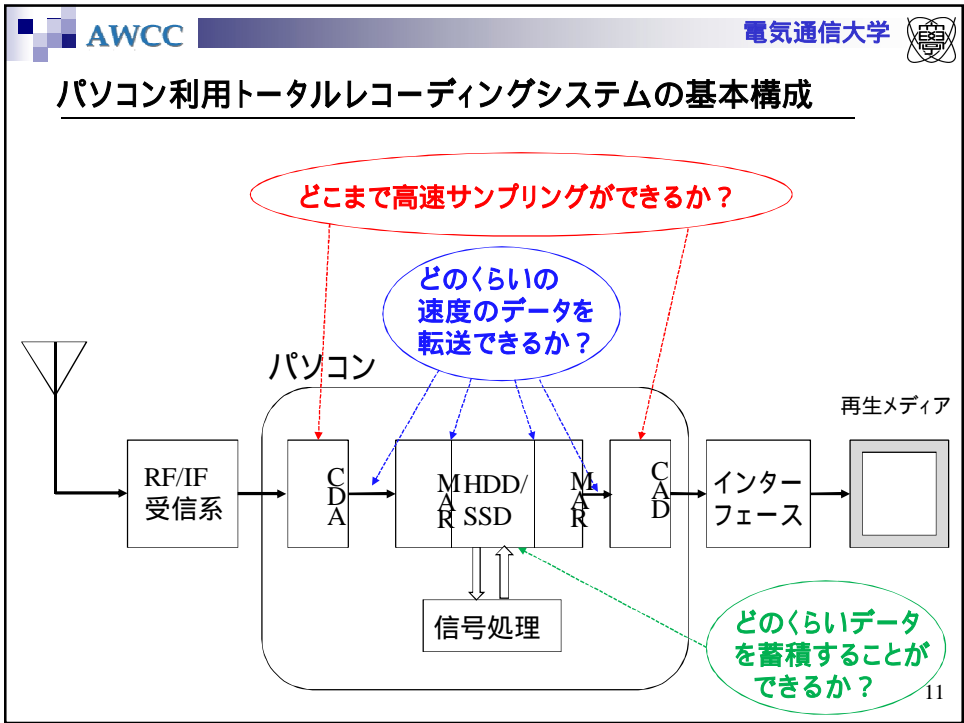 AWCC
電気通信大学
パソコン利用トータルレコーディングシステムの基本構成
どこまで高速サンプリングができるか？
どのくらいの
速度のデータを
転送できるか？
パソコン
再生メディア
RF/IF
受信系
C
D
A
M
A
R
HDD/
SSD
M
A
R
C
A
D
インター
フェース
信号処理
どのくらいデータ
を蓄積することが
できるか？
11